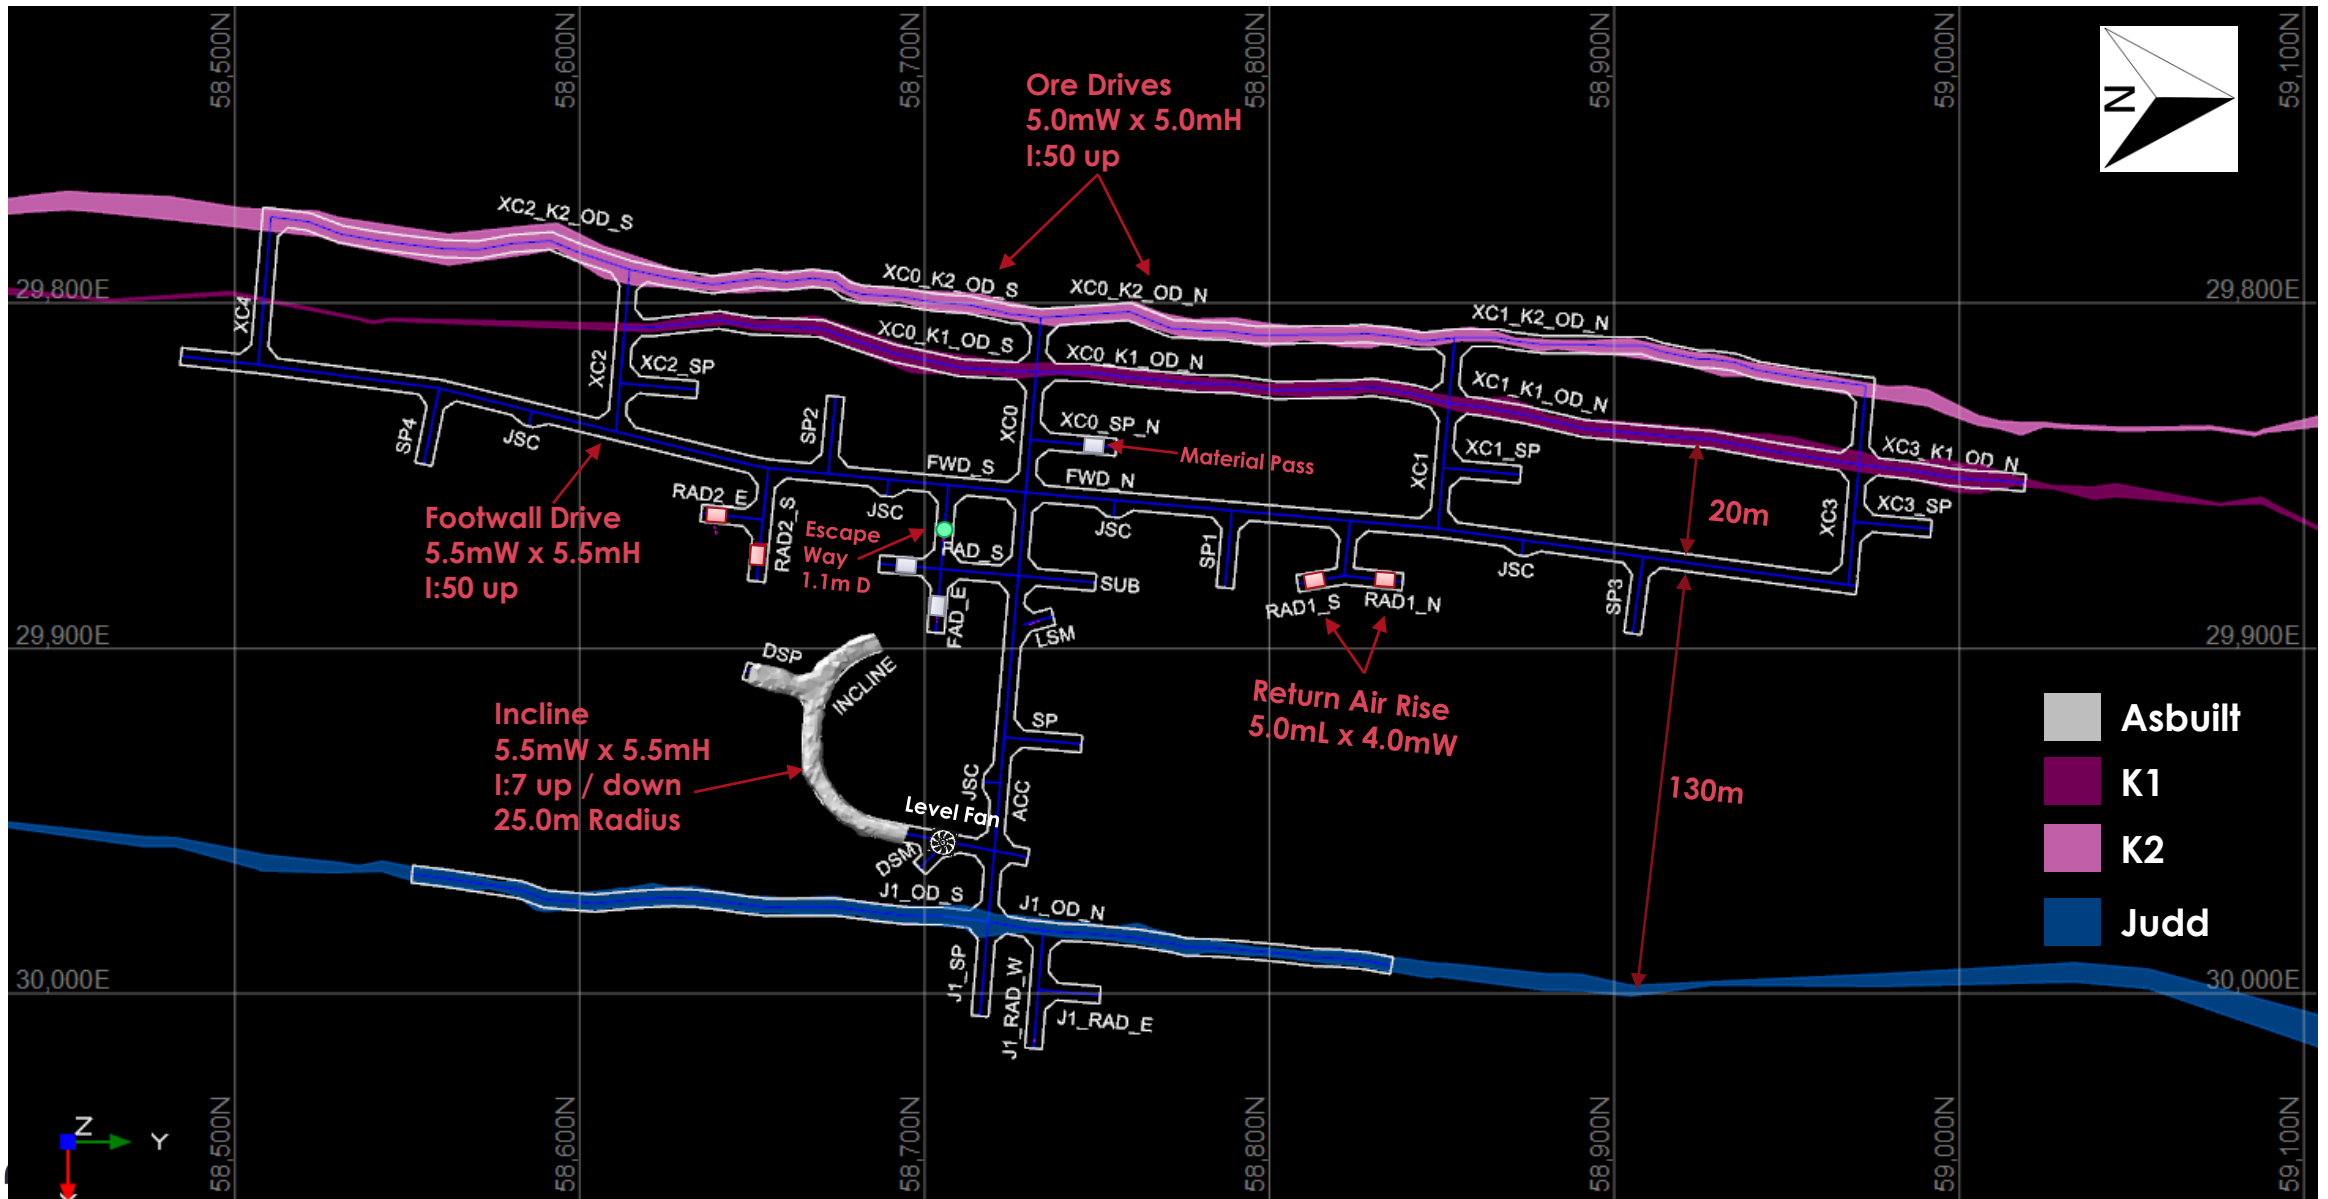 58,500N
58,600N
58,700N
58,800N
58,900N
59,000N
59,100N
N
Ore Drives
5.0mW x 5.0mH
I:50 up
XC2_K2_OD_S
XC0_K2_OD_S
XC0_K2_OD_N
XC1_K2_OD_N
29,800E
29,800E
XC4
XC0_K1_OD_S
XC0_K1_OD_N
XC1_K1_OD_N
XC2
XC2_SP
SP4
JSC
SP2
XC0
XC0_SP_N
Material Pass
XC1
XC1_SP
XC3_K1_OD_N
XC3
XC3_SP
FWD_S
FWD_N
Footwall Drive
5.5mW x 5.5mH
I:50 up
RAD2_E
RAD2_S
JSC
JSC
Escape
Way
1.1m D
FAD_S
FAD_E
SUB
LSM
SP1
RAD1_S
RAD1_N
JSC
SP3
20m
29,900E
29,900E
DSP
INCLINE
Incline
5.5mW x 5.5mH
I:7 up / down
25.0m Radius
Return Air Rise
5.0mL x 4.0mW
SP
JSC
ACC
Level Fan
DSM
130m
Asbuilt
K1
K2
Judd
J1_OD_S
J1_OD_N
J1_SP
J1_RAD_W
J1_RAD_E
30,000E
30,000E
Z
Y
58,500N
58,600N
58,700N
58,800N
58,900N
59,000N
59,100N